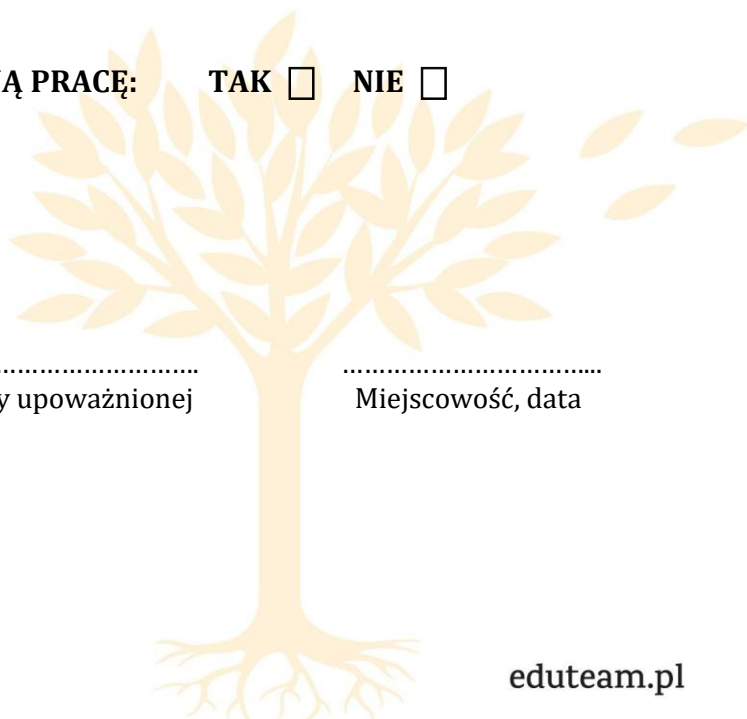 Ą PRACĘ: TAK ☐ NIE ☐
……………………….. ………………………………...
y upoważnionej Miejscowość, data
eduteam.pl